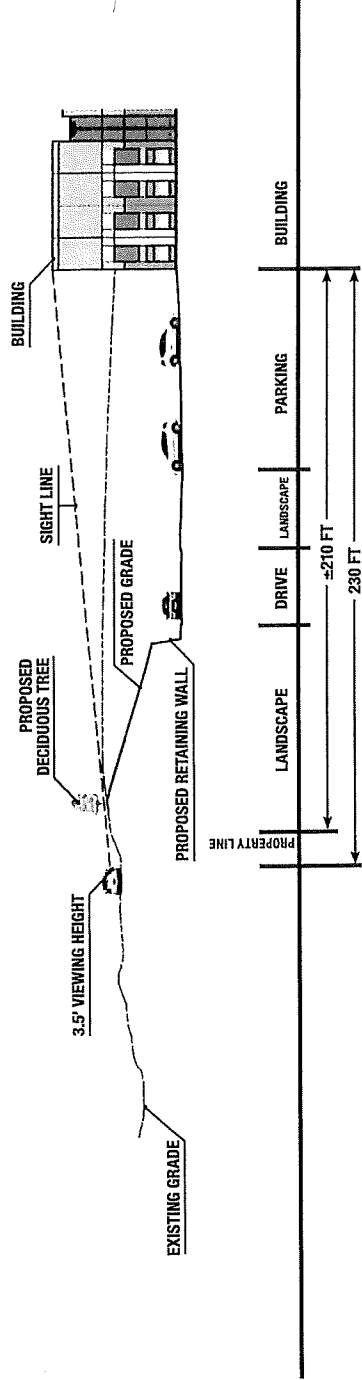 BUILDING
SIGHT LINE
PROPOSED
DECIDUOUS TREE
PROPOSED GRADE
PROPOSED RETAINING WALL
3.5' VIEWING HEIGHT
EXISTING GRADE
PROPERTY LINE
LANDSCAPE
DRIVE
LANDSCAPE
PARKING
BUILDING
±210 FT
230 FT